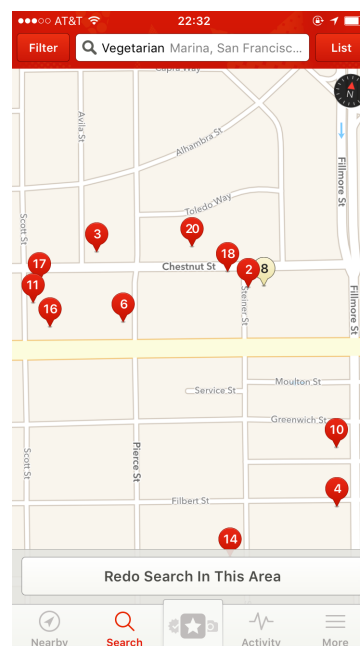 AT&T 22:32
Filter Vegetarian Marina, San Francisc... List
Capra Way
N
Avila St
Alhambra St
Fillmore St
Toledo Way
Scott St
3
20
17
18
Chestnut St
2
8
11
Steiner St
16
6
Fillmore St
Moulton St
Service St
Greenwich St
10
Scott St
Pierce St
4
Filbert St
14
Redo Search In This Area
Nearby Search Activity More